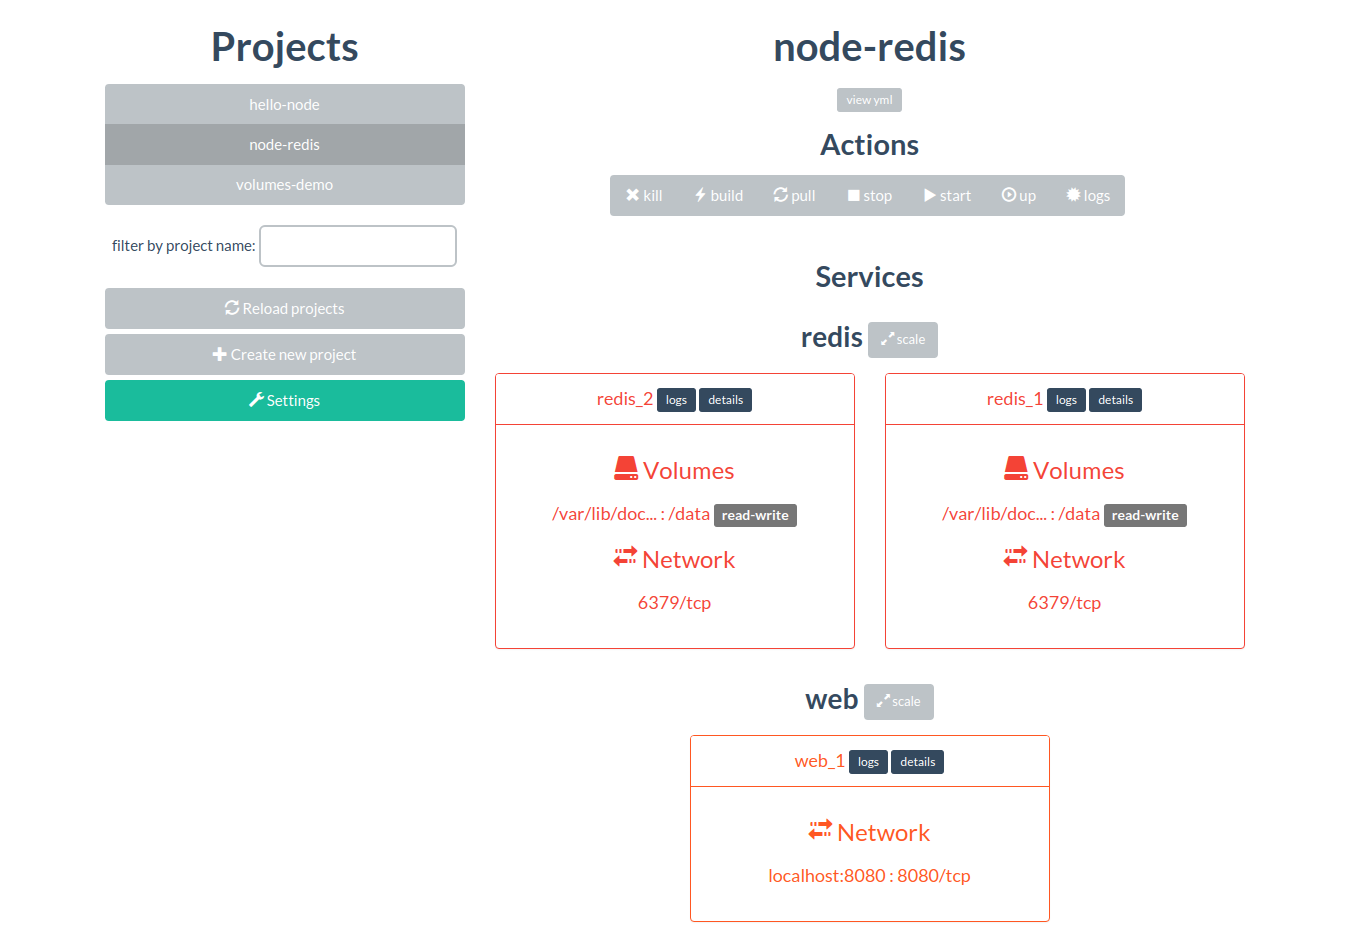 Projects
hello-node
node-redis
volumes-demo
filter by project name:
Reload projects
Create new project
Settings
node-redis
view yml
Actions
kill build pull stop start up logs
Services
redis scale
redis_2 logs details
Volumes
/var/lib/doc... : /data read-write
Network
6379/tcp
redis_1 logs details
Volumes
/var/lib/doc... : /data read-write
Network
6379/tcp
web scale
web_1 logs details
Network
localhost:8080 : 8080/tcp